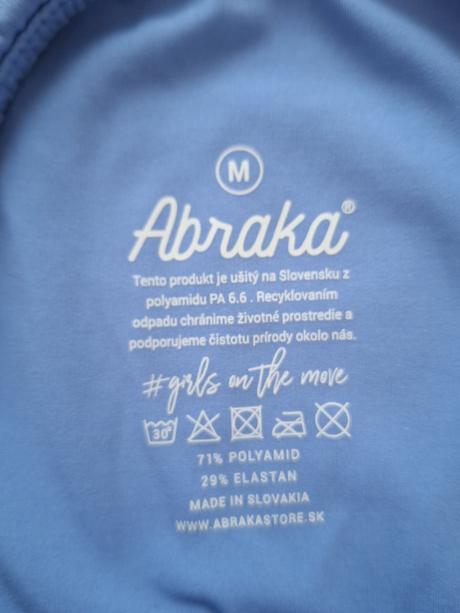 M
Abraka®
Tento produkt je ušitý na Slovensku z
polyamidu PA 6.6 . Recyklovaním
odpadu chránime životné prostredie a
podporujeme čistotu prírody okolo nás.
#girls on the move
30°
71% POLYAMID
29% ELASTAN
MADE IN SLOVAKIA
WWW.ABRAKASTORE.SK